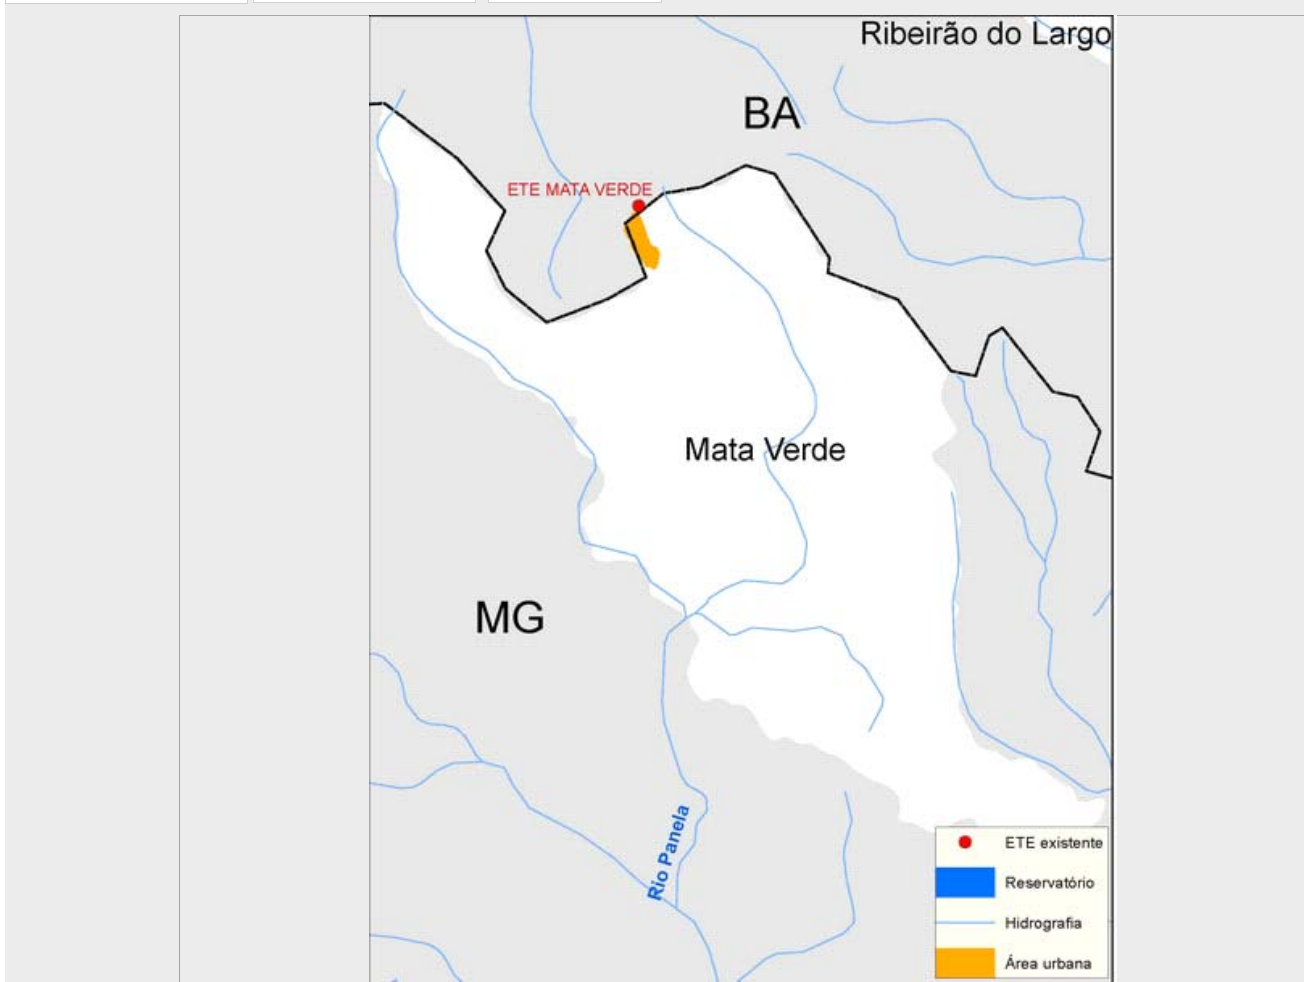 Ribeirão do Largo
BA
ETE MATA VERDE
Mata Verde
MG
Rio Panela
ETE existente
Reservatório
Hidrografia
Área urbana